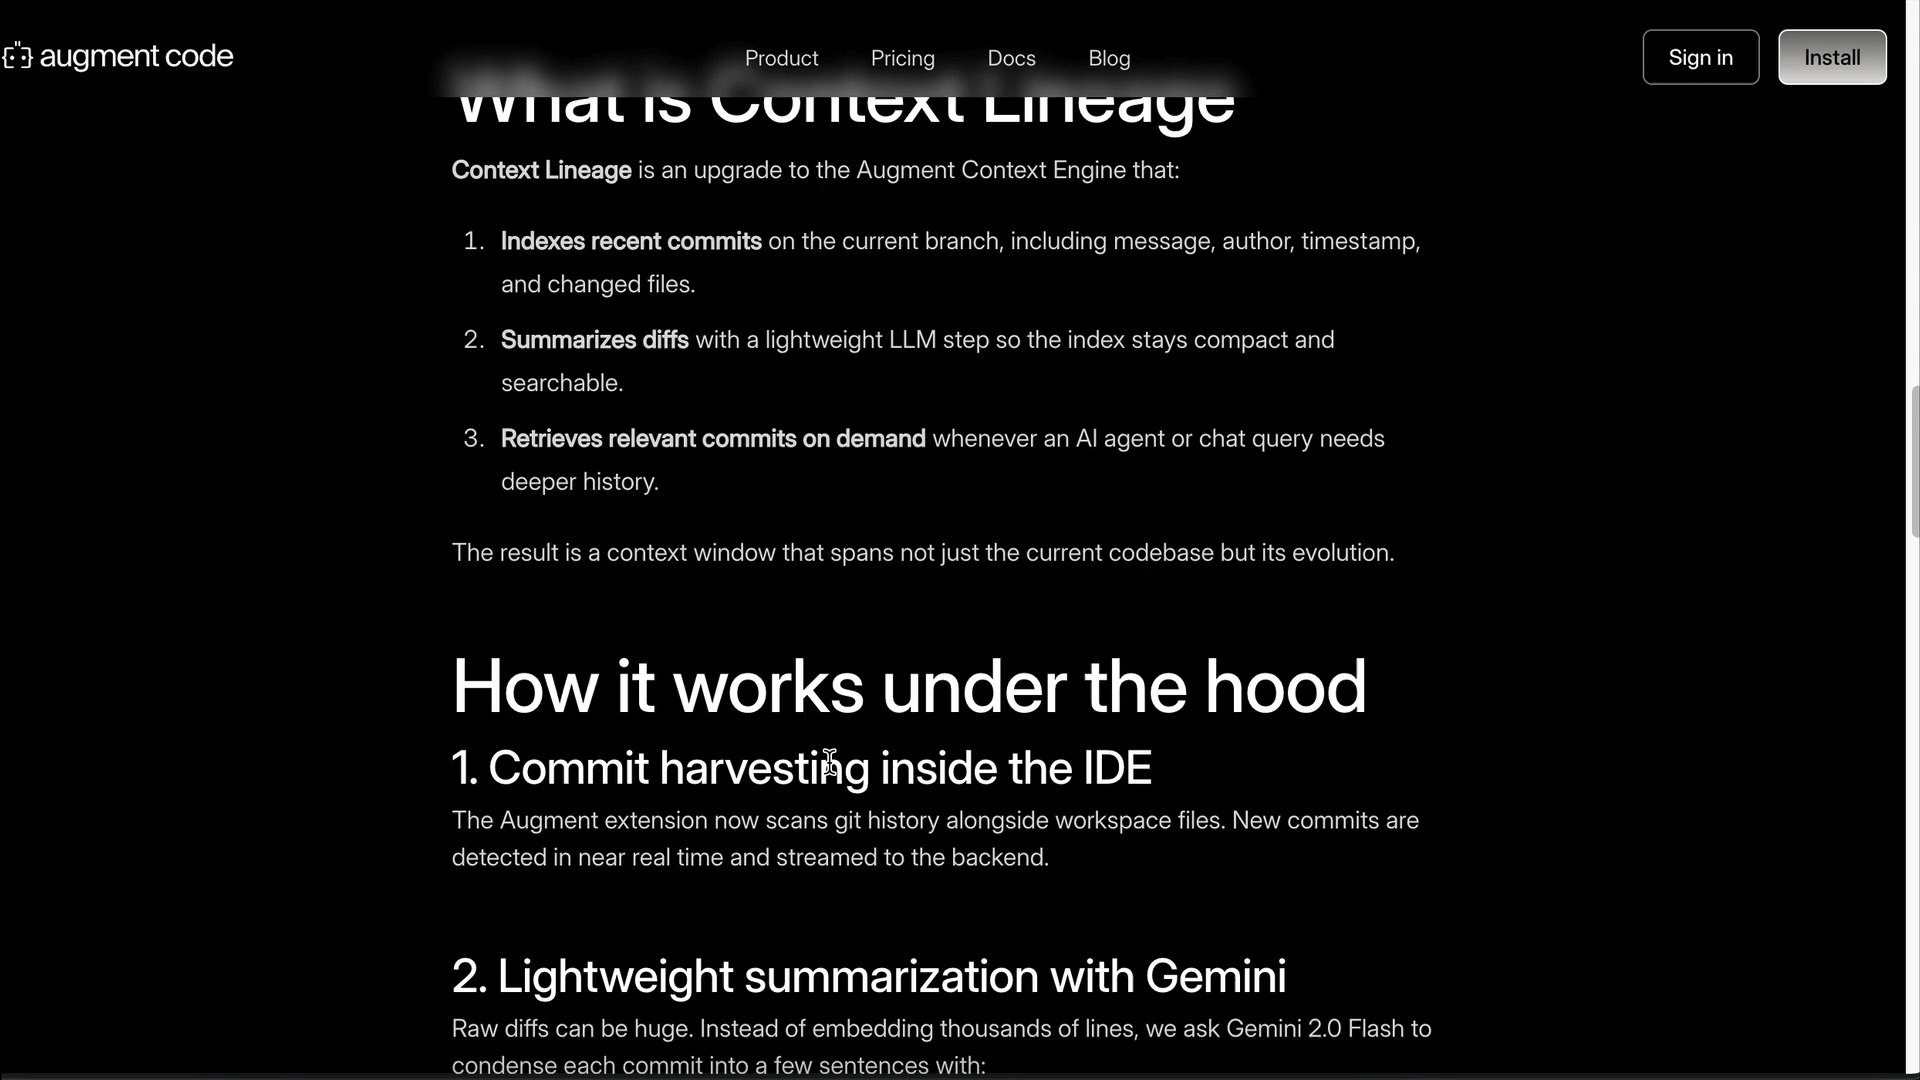 augment code
Product
Pricing
Docs
Blog
Sign in
Install
What is Context Lineage
Context Lineage is an upgrade to the Augment Context Engine that:
1. Indexes recent commits on the current branch, including message, author, timestamp,
and changed files.
2. Summarizes diffs with a lightweight LLM step so the index stays compact and
searchable.
3. Retrieves relevant commits on demand whenever an AI agent or chat query needs
deeper history.
The result is a context window that spans not just the current codebase but its evolution.
How it works under the hood
1. Commit harvesting inside the IDE
The Augment extension now scans git history alongside workspace files. New commits are
detected in near real time and streamed to the backend.
2. Lightweight summarization with Gemini
Raw diffs can be huge. Instead of embedding thousands of lines, we ask Gemini 2.0 Flash to
condense each commit into a few sentences with: